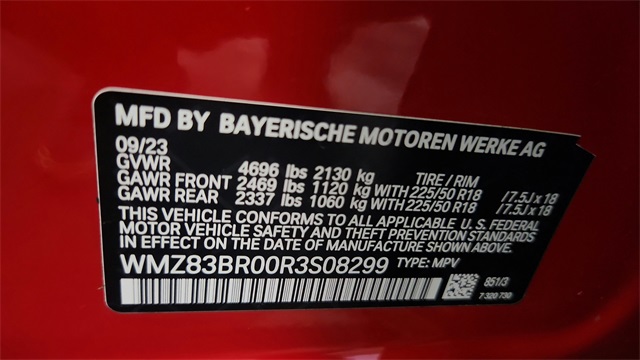 MFD BY BAYERISCHE MOTOREN WERKE AG
09/23
GVWR 4696 lbs 2130 kg TIRE / RIM
GAWR FRONT 2469 lbs 1120 kg WITH 225/50 R18 / 7.5J x 18
GAWR REAR 2337 lbs 1060 kg WITH 225/50 R18 / 7.5J x 18
THIS VEHICLE CONFORMS TO ALL APPLICABLE U. S. FEDERAL
MOTOR VEHICLE SAFETY AND THEFT PREVENTION STANDARDS
IN EFFECT ON THE DATE OF MANUFACTURE SHOWN ABOVE.
WMZ83BR00R3S08299 TYPE: MPV
851/3
7 320 730